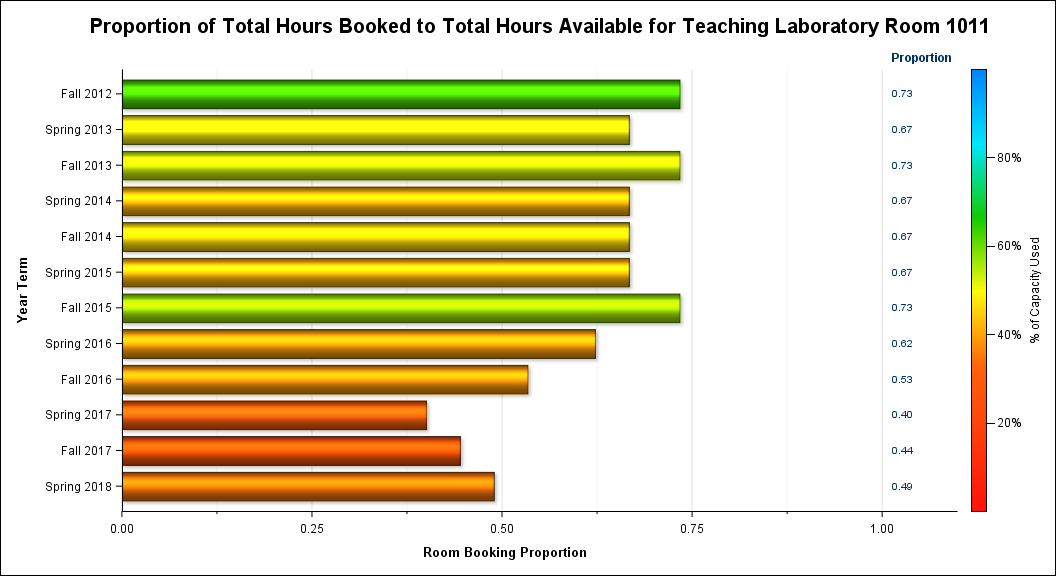 Proportion of Total Hours Booked to Total Hours Available for Teaching Laboratory Room 1011
Proportion
Fall 2012 0.73
Spring 2013 0.67
Fall 2013 0.73
Spring 2014 0.67
Fall 2014 0.67
Spring 2015 0.67
Fall 2015 0.73
Spring 2016 0.62
Fall 2016 0.53
Spring 2017 0.40
Fall 2017 0.44
Spring 2018 0.49
Year Term
0.00 0.25 0.50 0.75 1.00
Room Booking Proportion
80%
60%
40%
20%
% of Capacity Used